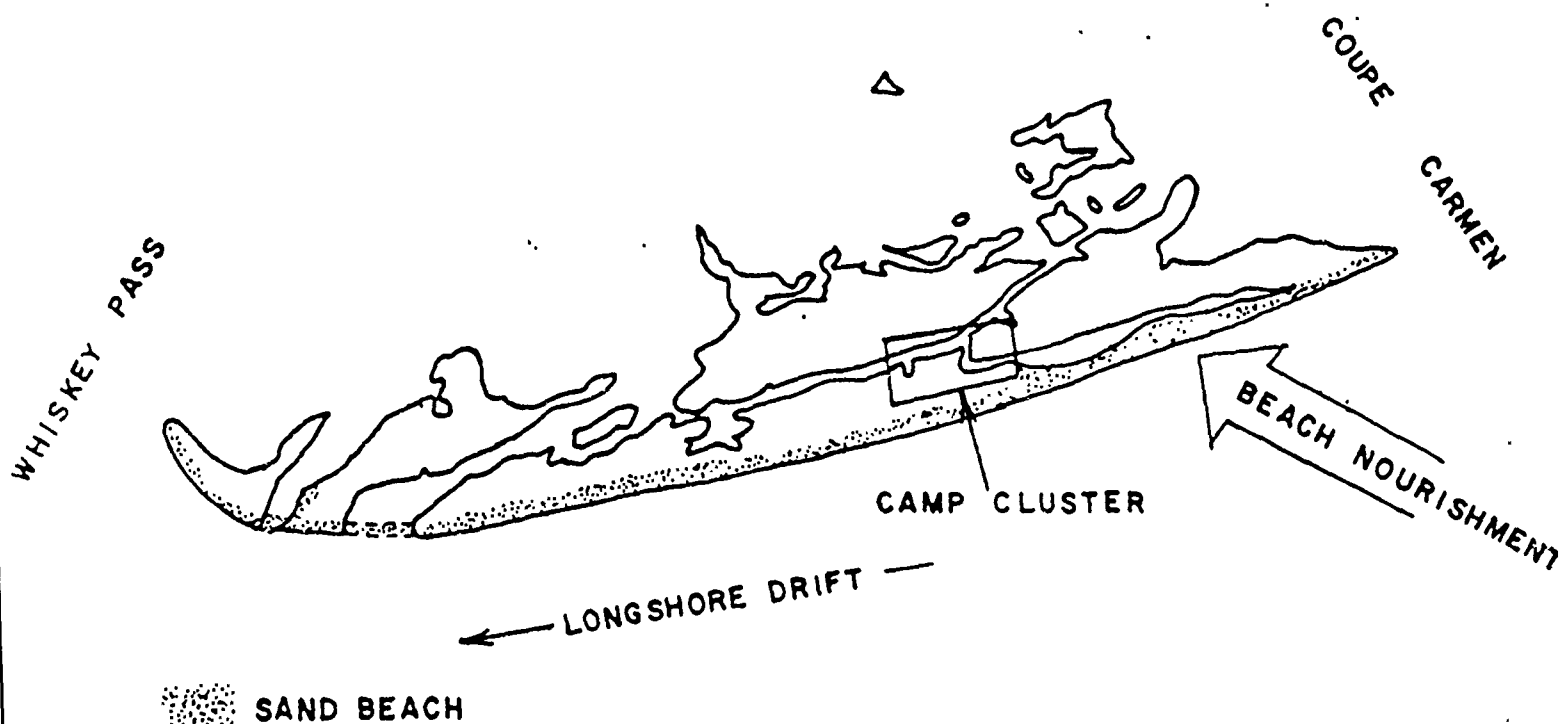 COUPE CARMEN
WHISKEY PASS
BEACH NOURISHMENT
CAMP CLUSTER
LONGSHORE DRIFT
SAND BEACH